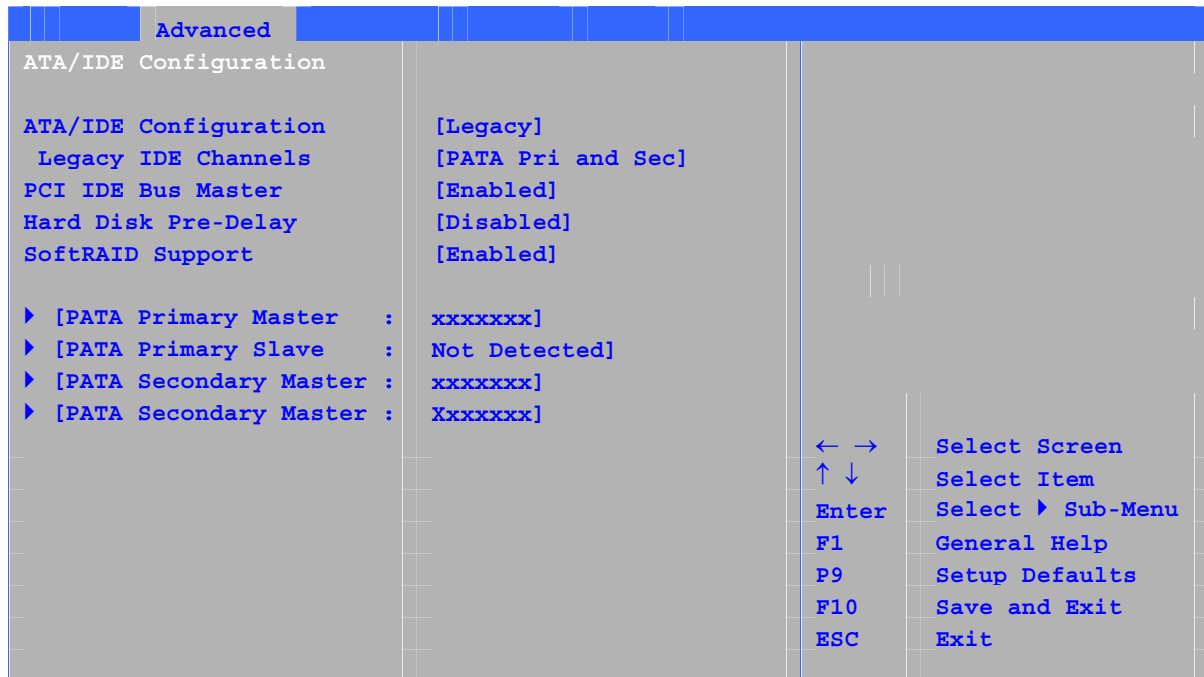 Advanced
ATA/IDE Configuration
ATA/IDE Configuration [Legacy]
Legacy IDE Channels [PATA Pri and Sec]
PCI IDE Bus Master [Enabled]
Hard Disk Pre-Delay [Disabled]
SoftRAID Support [Enabled]
[PATA Primary Master : xxxxxxx]
[PATA Primary Slave : Not Detected]
[PATA Secondary Master : xxxxxxx]
[PATA Secondary Master : Xxxxxxx]
← → Select Screen
↑ ↓ Select Item
Enter Select Sub-Menu
F1 General Help
P9 Setup Defaults
F10 Save and Exit
ESC Exit